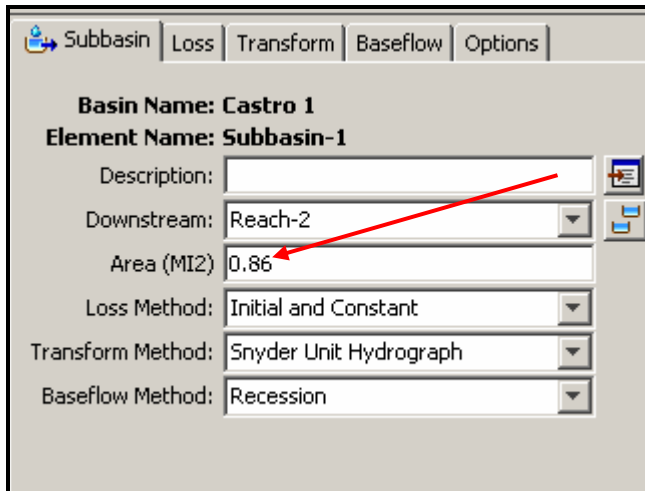 Subbasin Loss Transform Baseflow Options
Basin Name: Castro 1
Element Name: Subbasin-1
Description:
Downstream: Reach-2
Area (MI2) 0.86
Loss Method: Initial and Constant
Transform Method: Snyder Unit Hydrograph
Baseflow Method: Recession